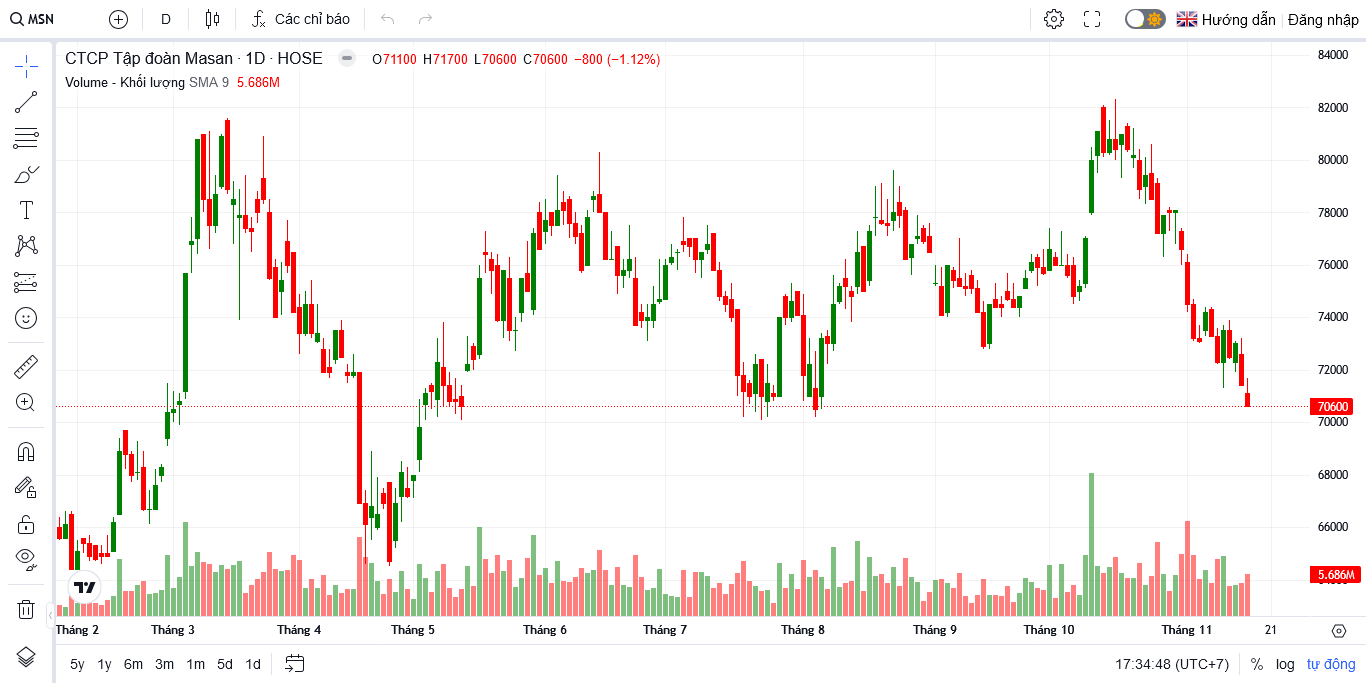 MSN D Các chỉ báo Hướng dẫn Đăng nhập
CTCP Tập đoàn Masan · 1D · HOSE O71100 H71700 L70600 C70600 −800 (−1.12%)
Volume - Khối lượng SMA 9 5.686M
84000
82000
80000
78000
76000
74000
72000
70600
70000
68000
66000
5.686M
Tháng 2 Tháng 3 Tháng 4 Tháng 5 Tháng 6 Tháng 7 Tháng 8 Tháng 9 Tháng 10 Tháng 11 21
5y 1y 6m 3m 1m 5d 1d 17:34:48 (UTC+7) % log tự động